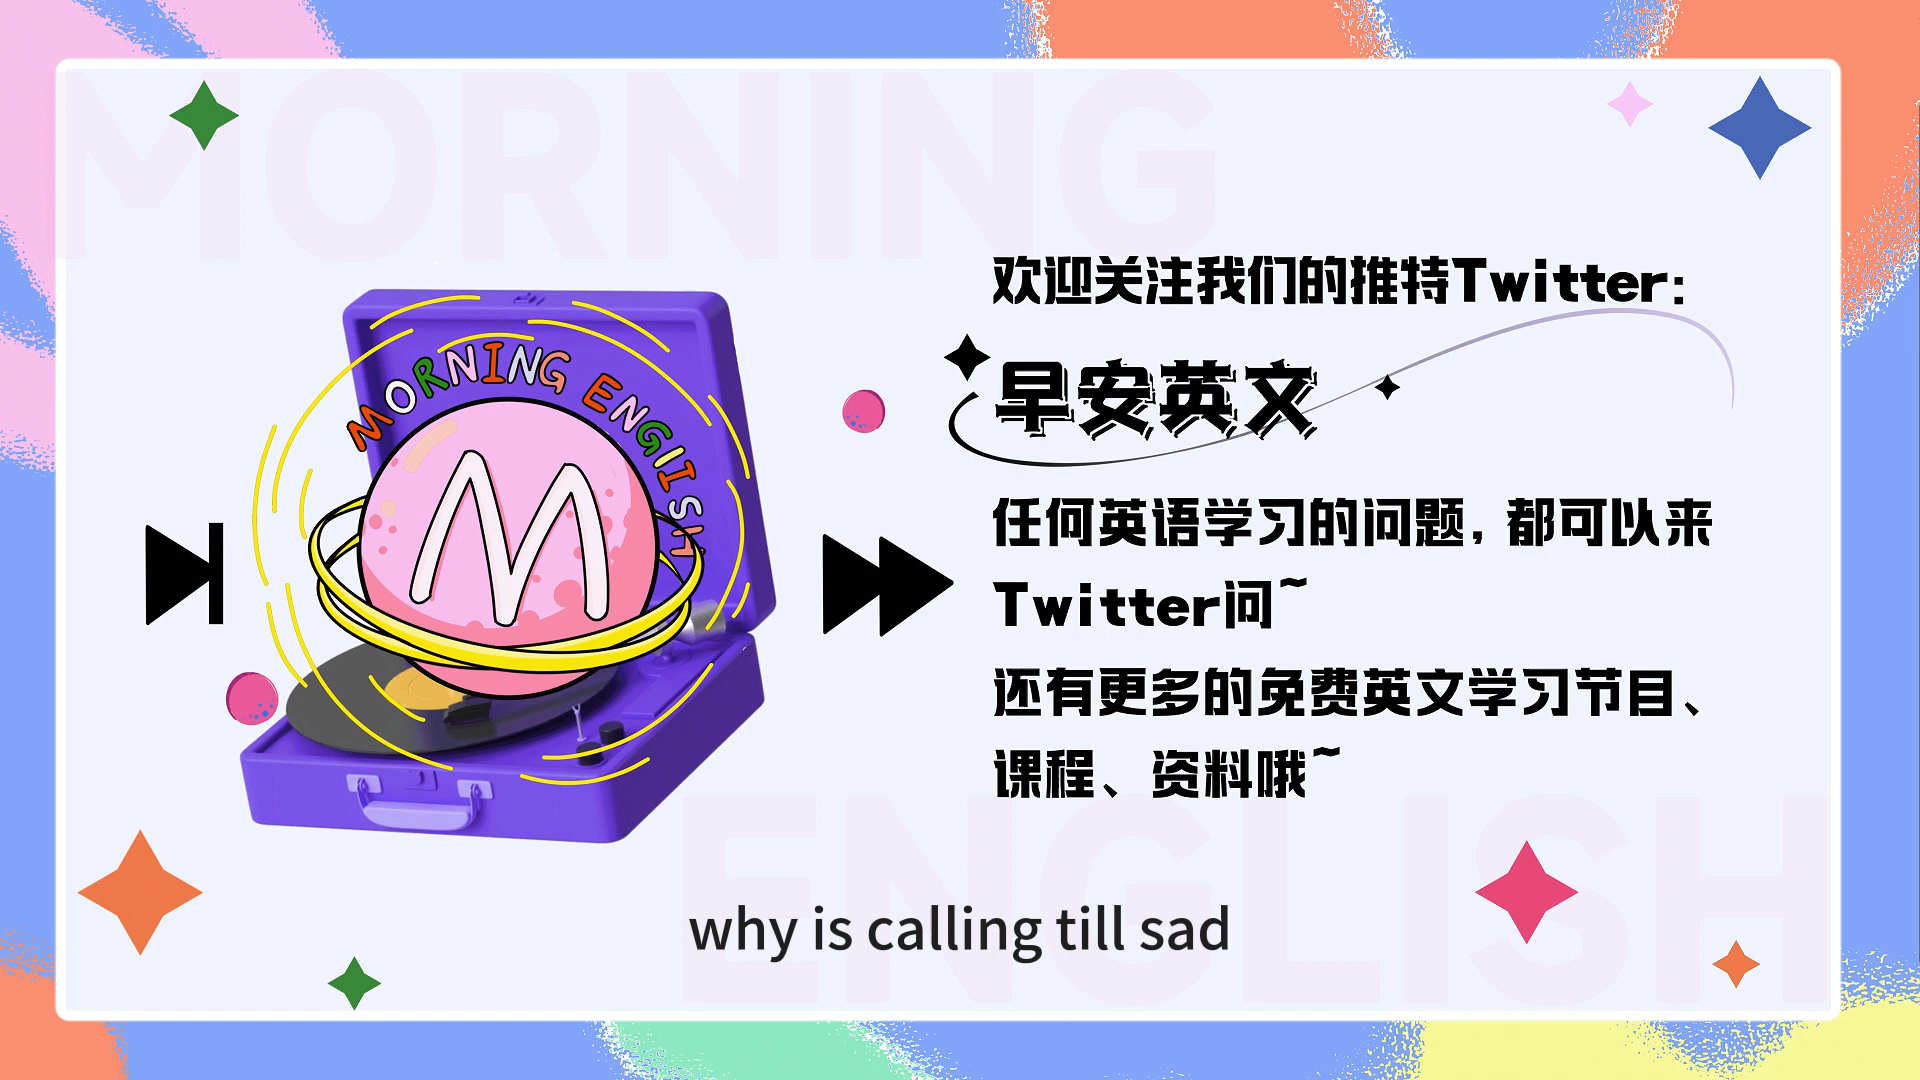 MORNING
欢迎关注我们的推特Twitter:
早安英文
MORNING ENGlISH
M
任何英语学习的问题，都可以来
Twitter问~
还有更多的免费英文学习节目、
课程、资料哦~
ENGLISH
why is calling till sad